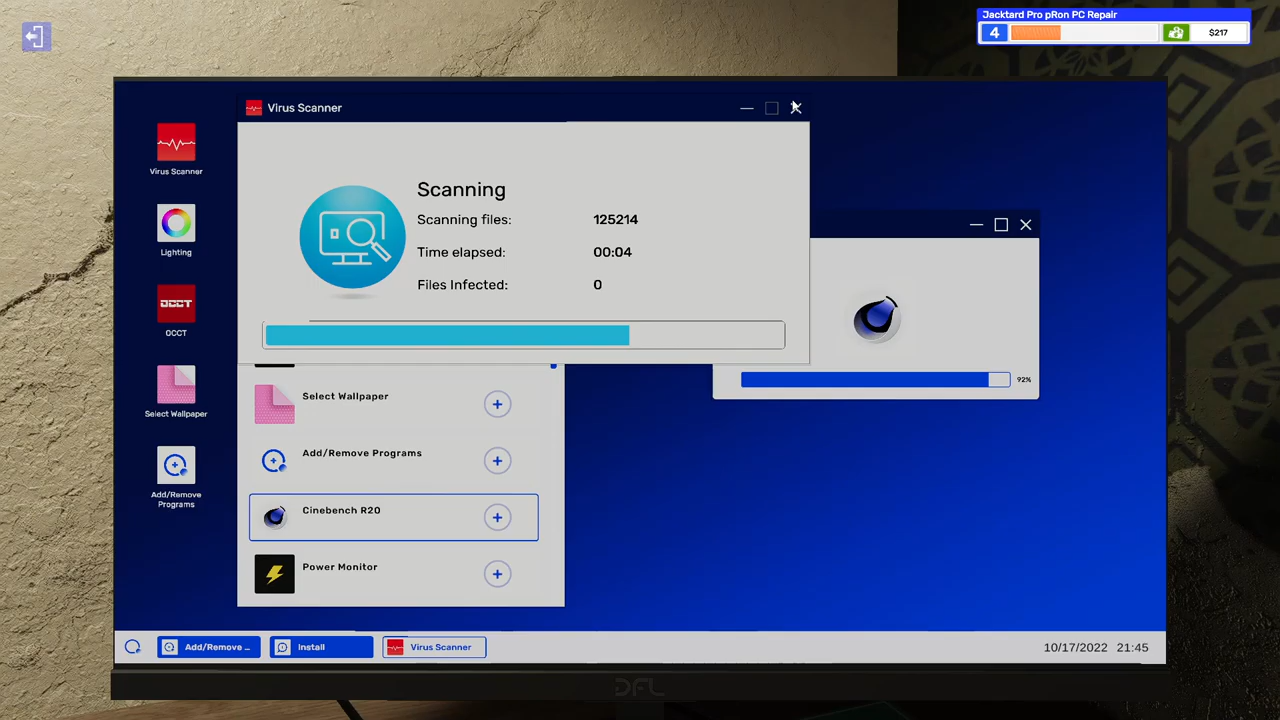 Jacktard Pro pRon PC Repair
4
$217
Virus Scanner
Virus Scanner
Scanning
Scanning files: 125214
Time elapsed: 00:04
Files Infected: 0
Lighting
OCCT
OCCT
92%
Select Wallpaper
Select Wallpaper
Add/Remove Programs
Add/Remove
Programs
Cinebench R20
Power Monitor
Add/Remove ...
Install
Virus Scanner
10/17/2022 21:45
DFL